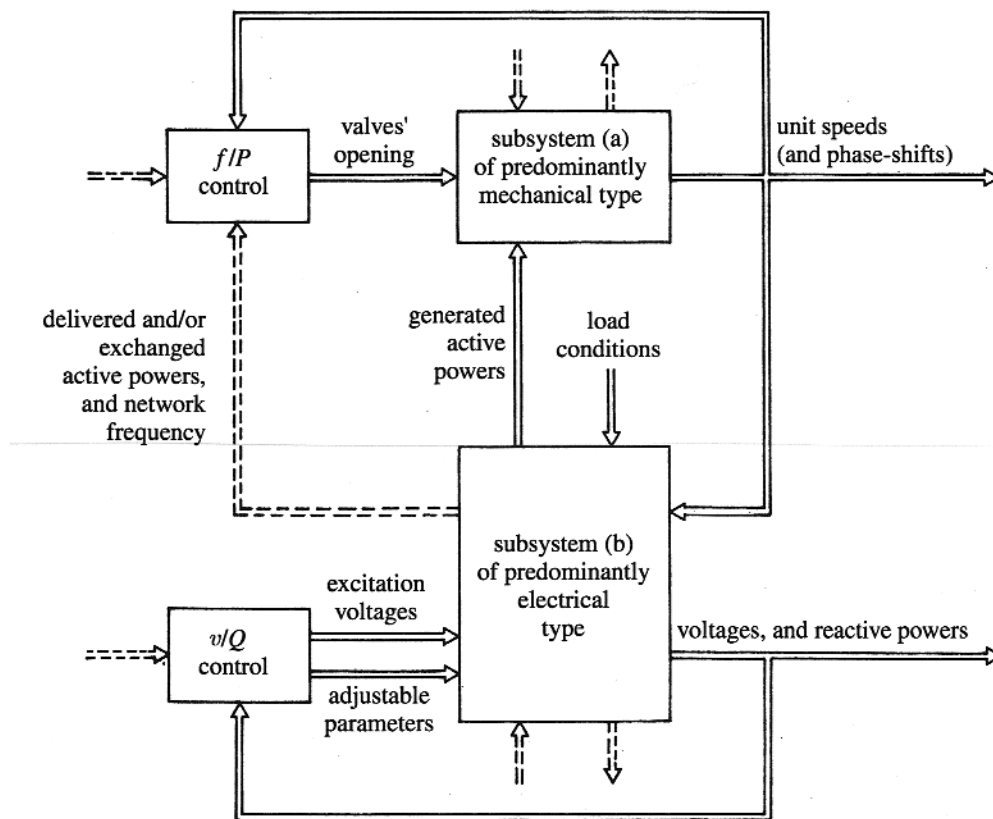 f/P
control
valves'
opening
subsystem (a)
of predominantly
mechanical type
unit speeds
(and phase-shifts)
delivered and/or
exchanged
active powers,
and network
frequency
generated
active
powers
load
conditions
subsystem (b)
of predominantly
electrical
type
excitation
voltages
v/Q
control
adjustable
parameters
voltages, and reactive powers